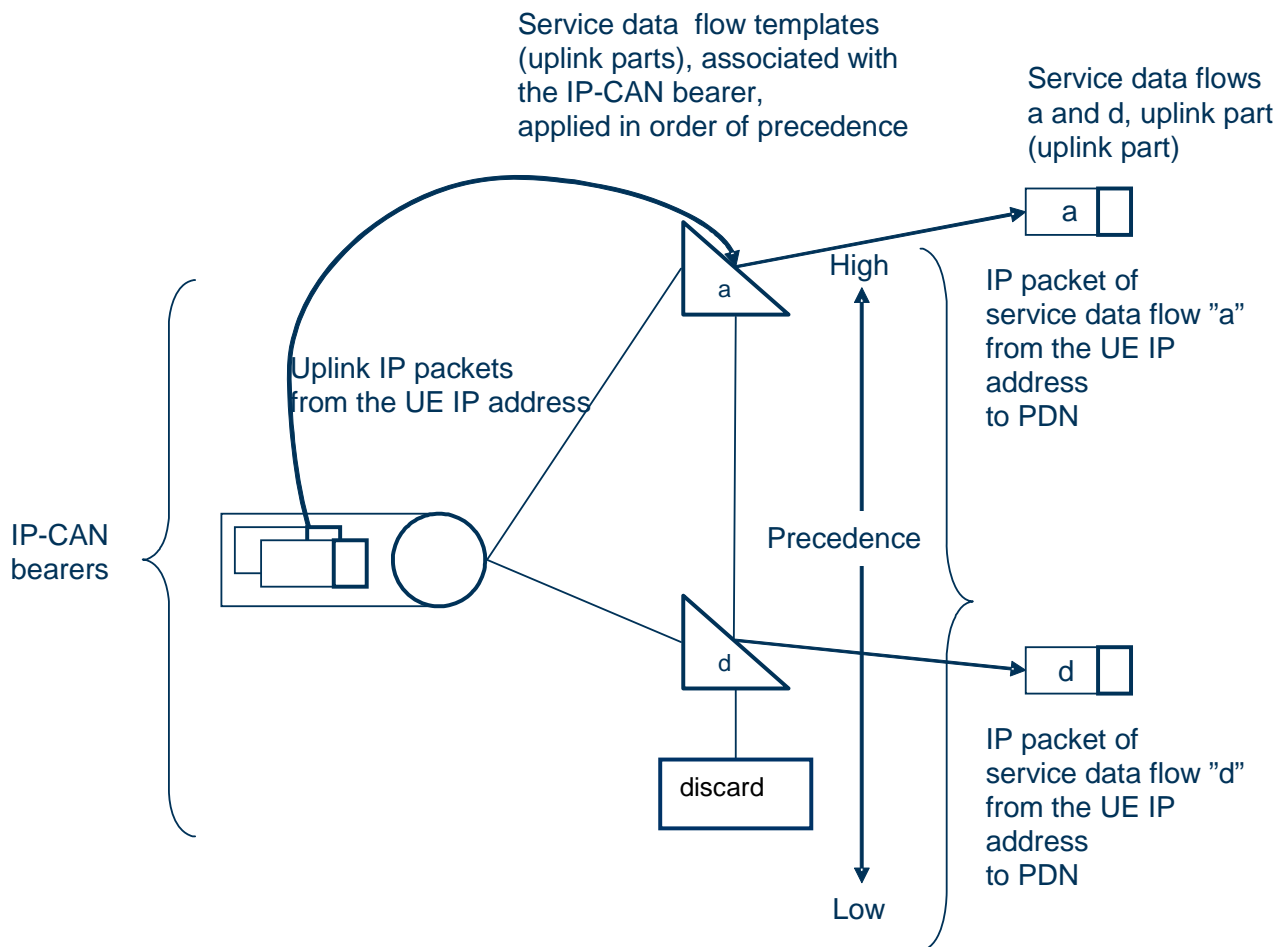 Service data flow templates
(uplink parts), associated with
the IP-CAN bearer,
applied in order of precedence
Service data flows
a and d, uplink part
(uplink part)
a
a
High
IP packet of
service data flow ”a”
from the UE IP
address
to PDN
Uplink IP packets
from the UE IP address
IP-CAN
bearers
Precedence
d
d
discard
IP packet of
service data flow ”d”
from the UE IP
address
to PDN
Low